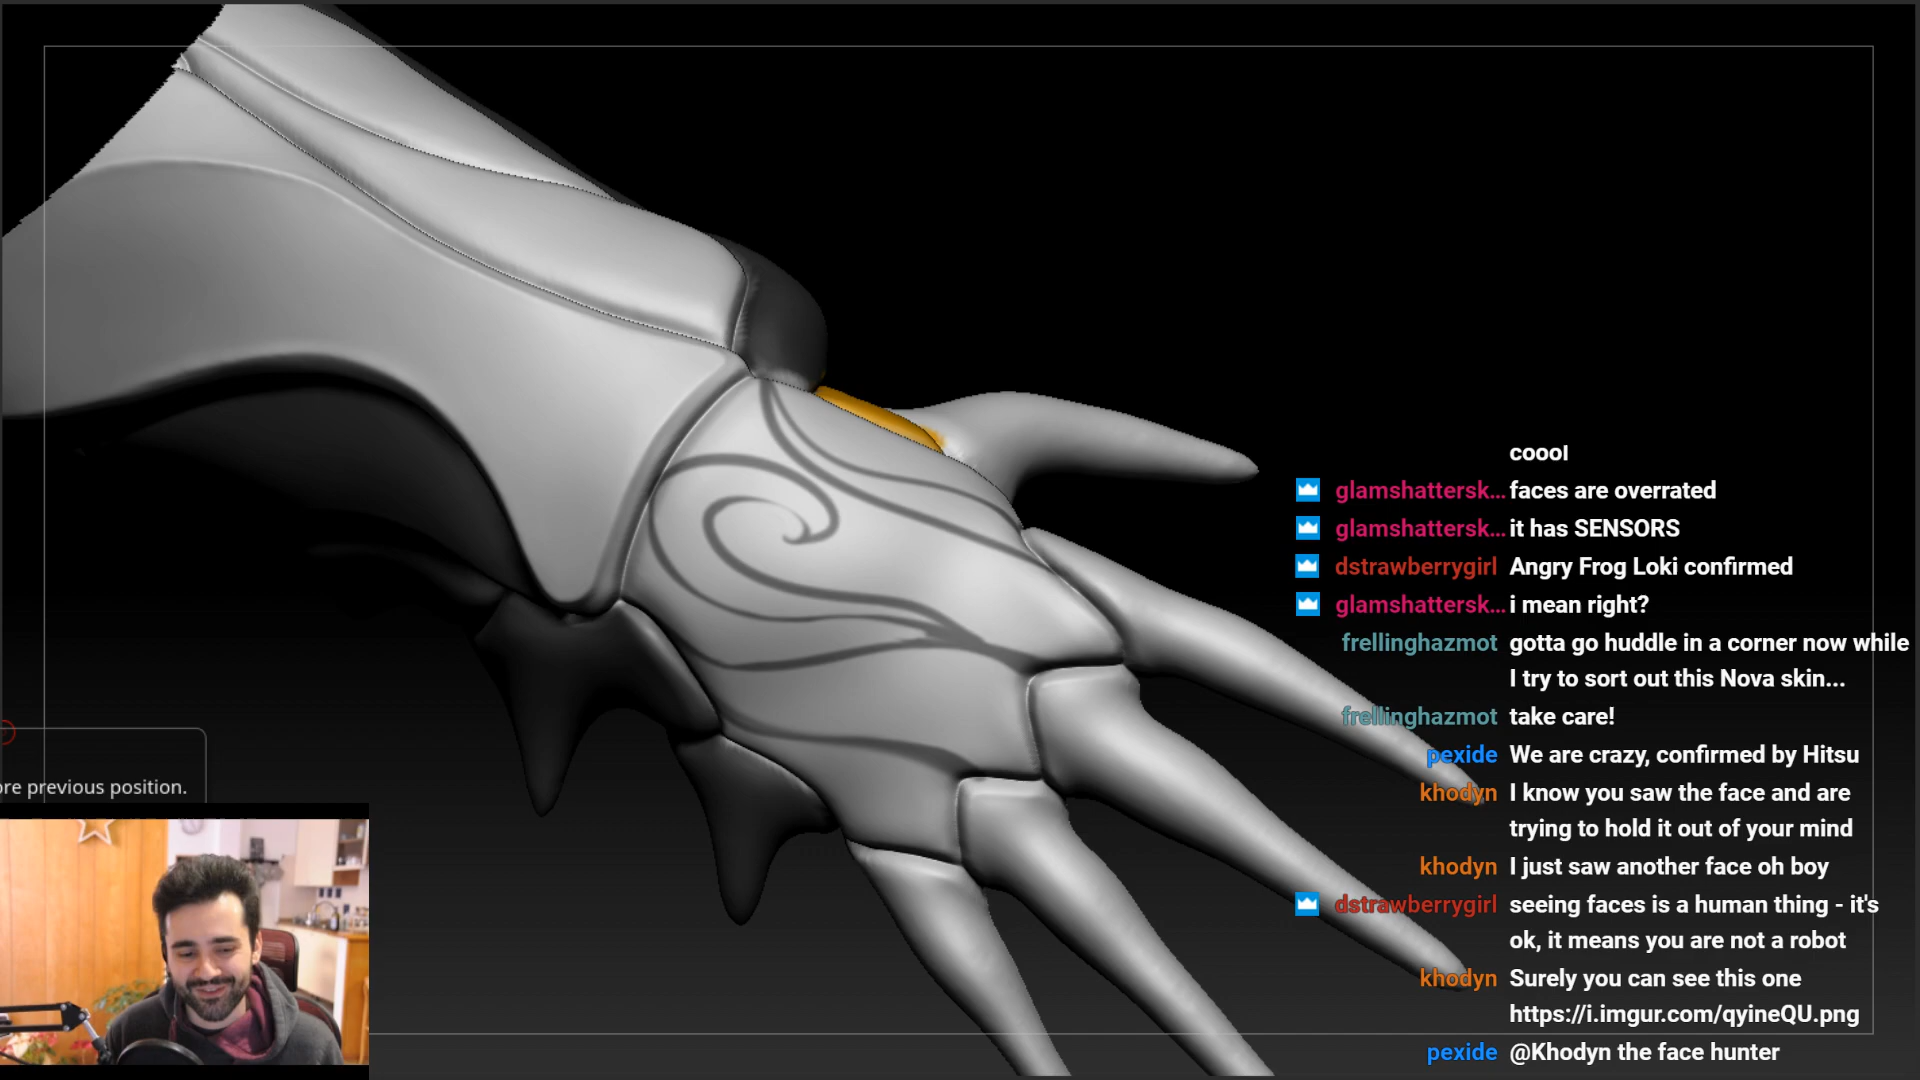 coool
glamshattersk... faces are overrated
glamshattersk... it has SENSORS
dstrawberrygirl Angry Frog Loki confirmed
glamshattersk... i mean right?
frellinghazmot gotta go huddle in a corner now while
I try to sort out this Nova skin...
frellinghazmot take care!
pexide We are crazy, confirmed by Hitsu
ore previous position.
khodyn I know you saw the face and are
trying to hold it out of your mind
khodyn I just saw another face oh boy
dstrawberrygirl seeing faces is a human thing - it's
ok, it means you are not a robot
khodyn Surely you can see this one
https://i.imgur.com/qyineQU.png
pexide @Khodyn the face hunter